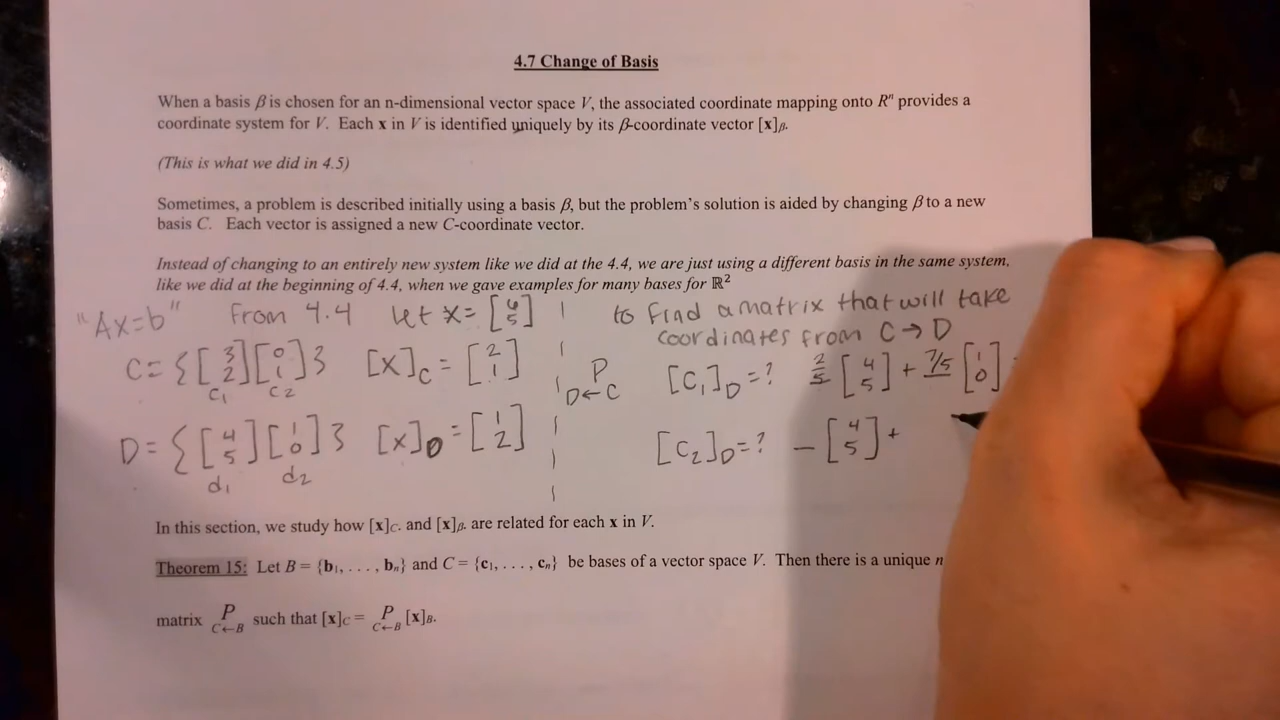 4.7 Change of Basis
When a basis β is chosen for an n-dimensional vector space V, the associated coordinate mapping onto Rⁿ provides a
coordinate system for V. Each x in V is identified uniquely by its β-coordinate vector [x]β.
(This is what we did in 4.5)
Sometimes, a problem is described initially using a basis β, but the problem's solution is aided by changing β to a new
basis C. Each vector is assigned a new C-coordinate vector.
Instead of changing to an entirely new system like we did at the 4.4, we are just using a different basis in the same system,
like we did at the beginning of 4.4, when we gave examples for many bases for ℝ²
"Ax=b" From 4.4 Let x = [6 5] to find a matrix that will take
coordinates from C → D
C = {[3 2][0 1]} [x]C = [2 1] P D←C [C1]D = ? 2/5 [4 5] + 7/5 [1 0]
c1 c2
D = {[4 5][1 0]} [x]D = [1 2] [C2]D = ? _ [4 5] +
d1 d2
In this section, we study how [x]C. and [x]β. are related for each x in V.
Theorem 15: Let B = {b1, . . . , bn} and C = {c1, . . . , cn} be bases of a vector space V. Then there is a unique n
matrix P C←B such that [x]C = P C←B [x]B.